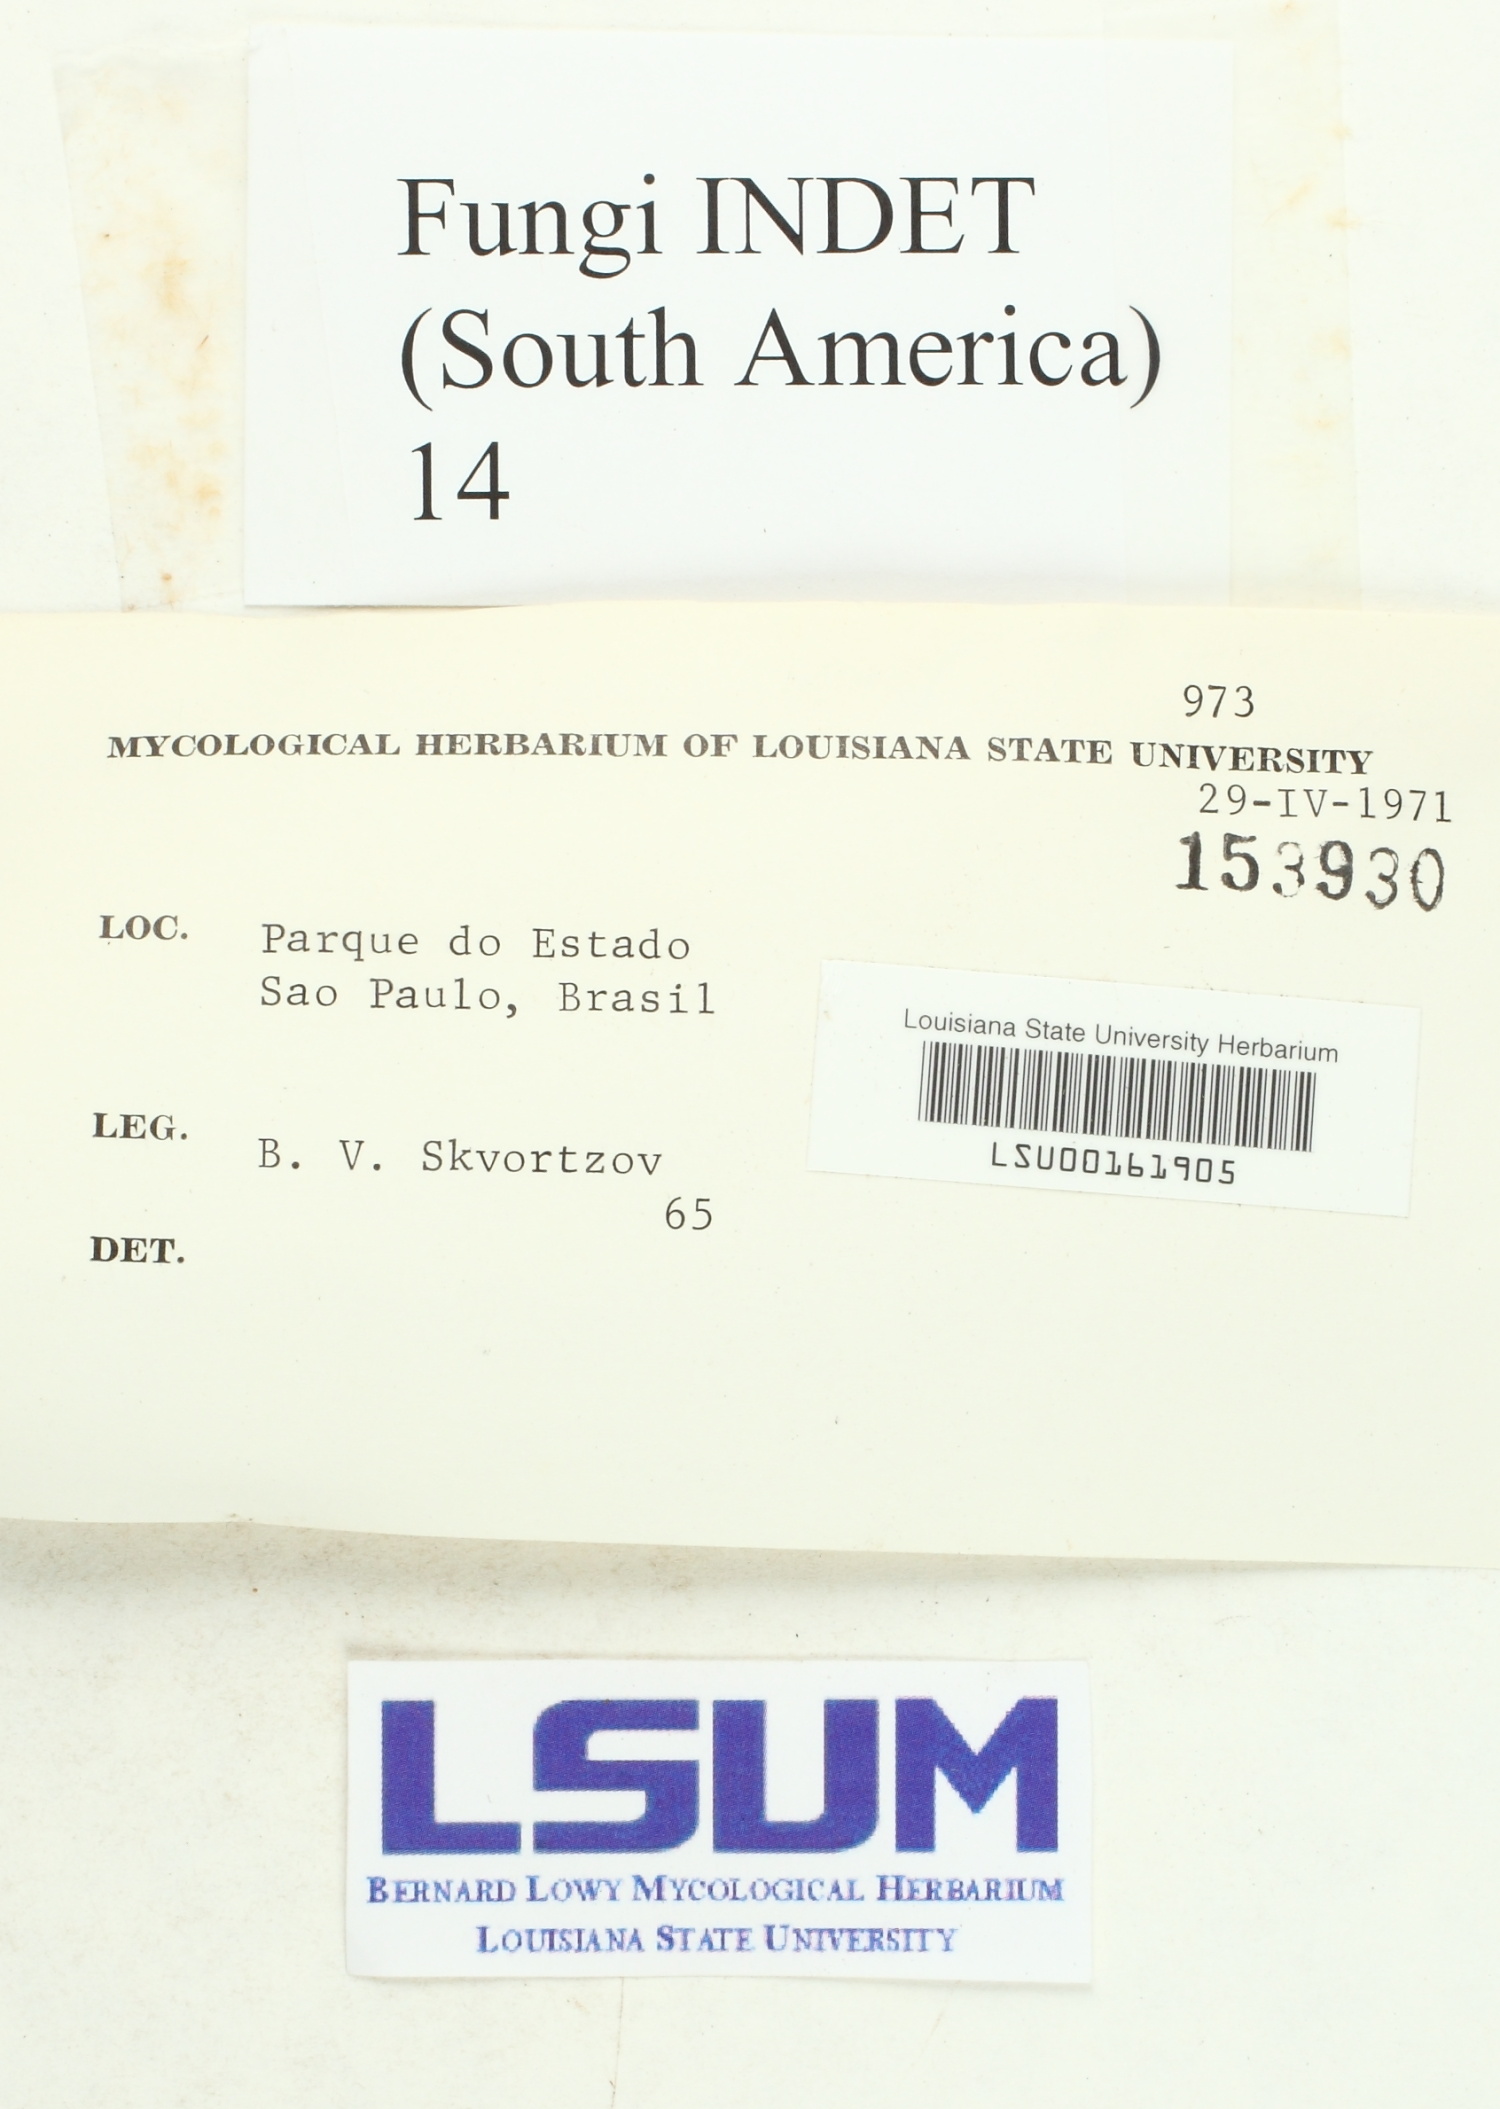 Fungi INDET
(South America)
14
973
MYCOLOGICAL HERBARIUM OF LOUISIANA STATE UNIVERSITY
29-IV-1971
153930
LOC. Parque do Estado
Sao Paulo, Brasil
Louisiana State University Herbarium
LSU00161905
LEG. B. V. Skvortzov
65
DET.
LSUM
BERNARD LOWY MYCOLOGICAL HERBARIUM
LOUISIANA STATE UNIVERSITY